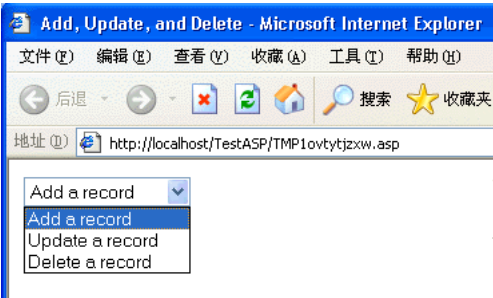 Add, Update, and Delete - Microsoft Internet Explorer
文件(F) 编辑(E) 查看(V) 收藏(A) 工具(T) 帮助(H)
后退 搜索 收藏夹
地址(D) http://localhost/TestASP/TMP1ovtytjzxw.asp
Add a record
Add a record
Update a record
Delete a record